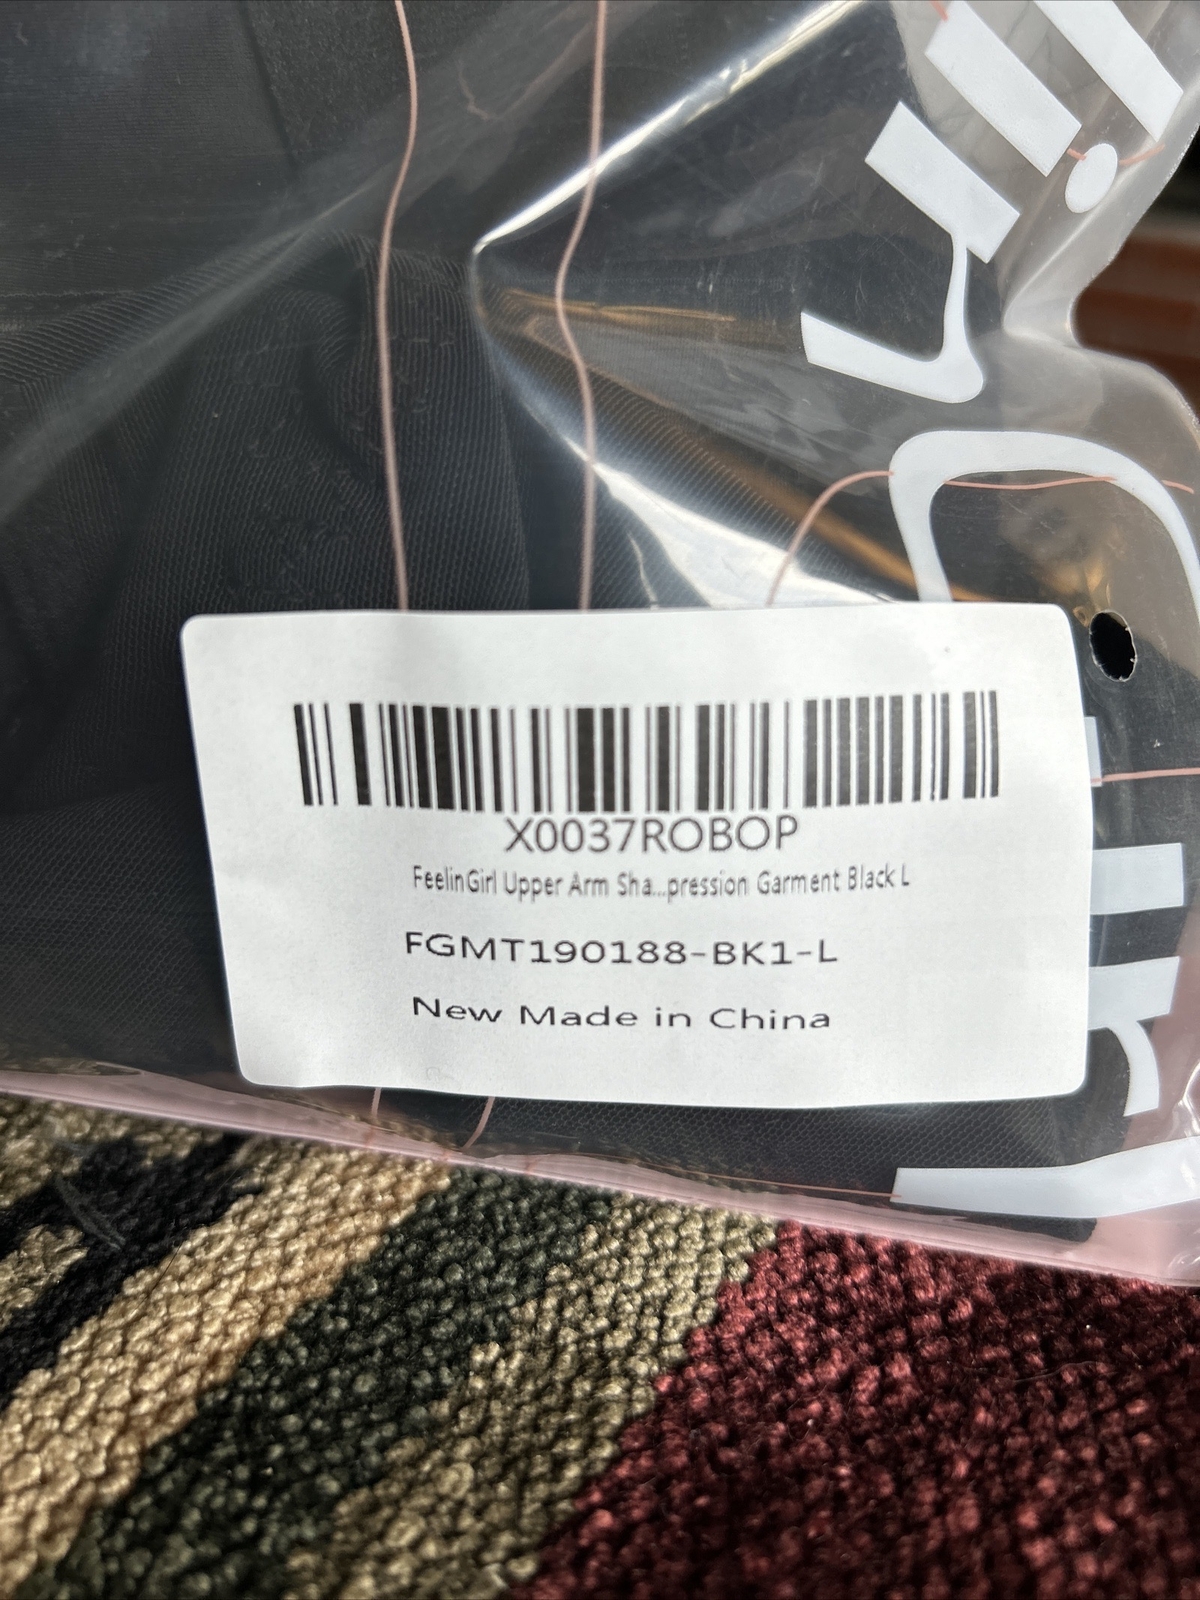 X0037ROBOP
FeelinGirl Upper Arm Sha...pression Garment Black L
FGMT190188-BK1-L
New Made in China